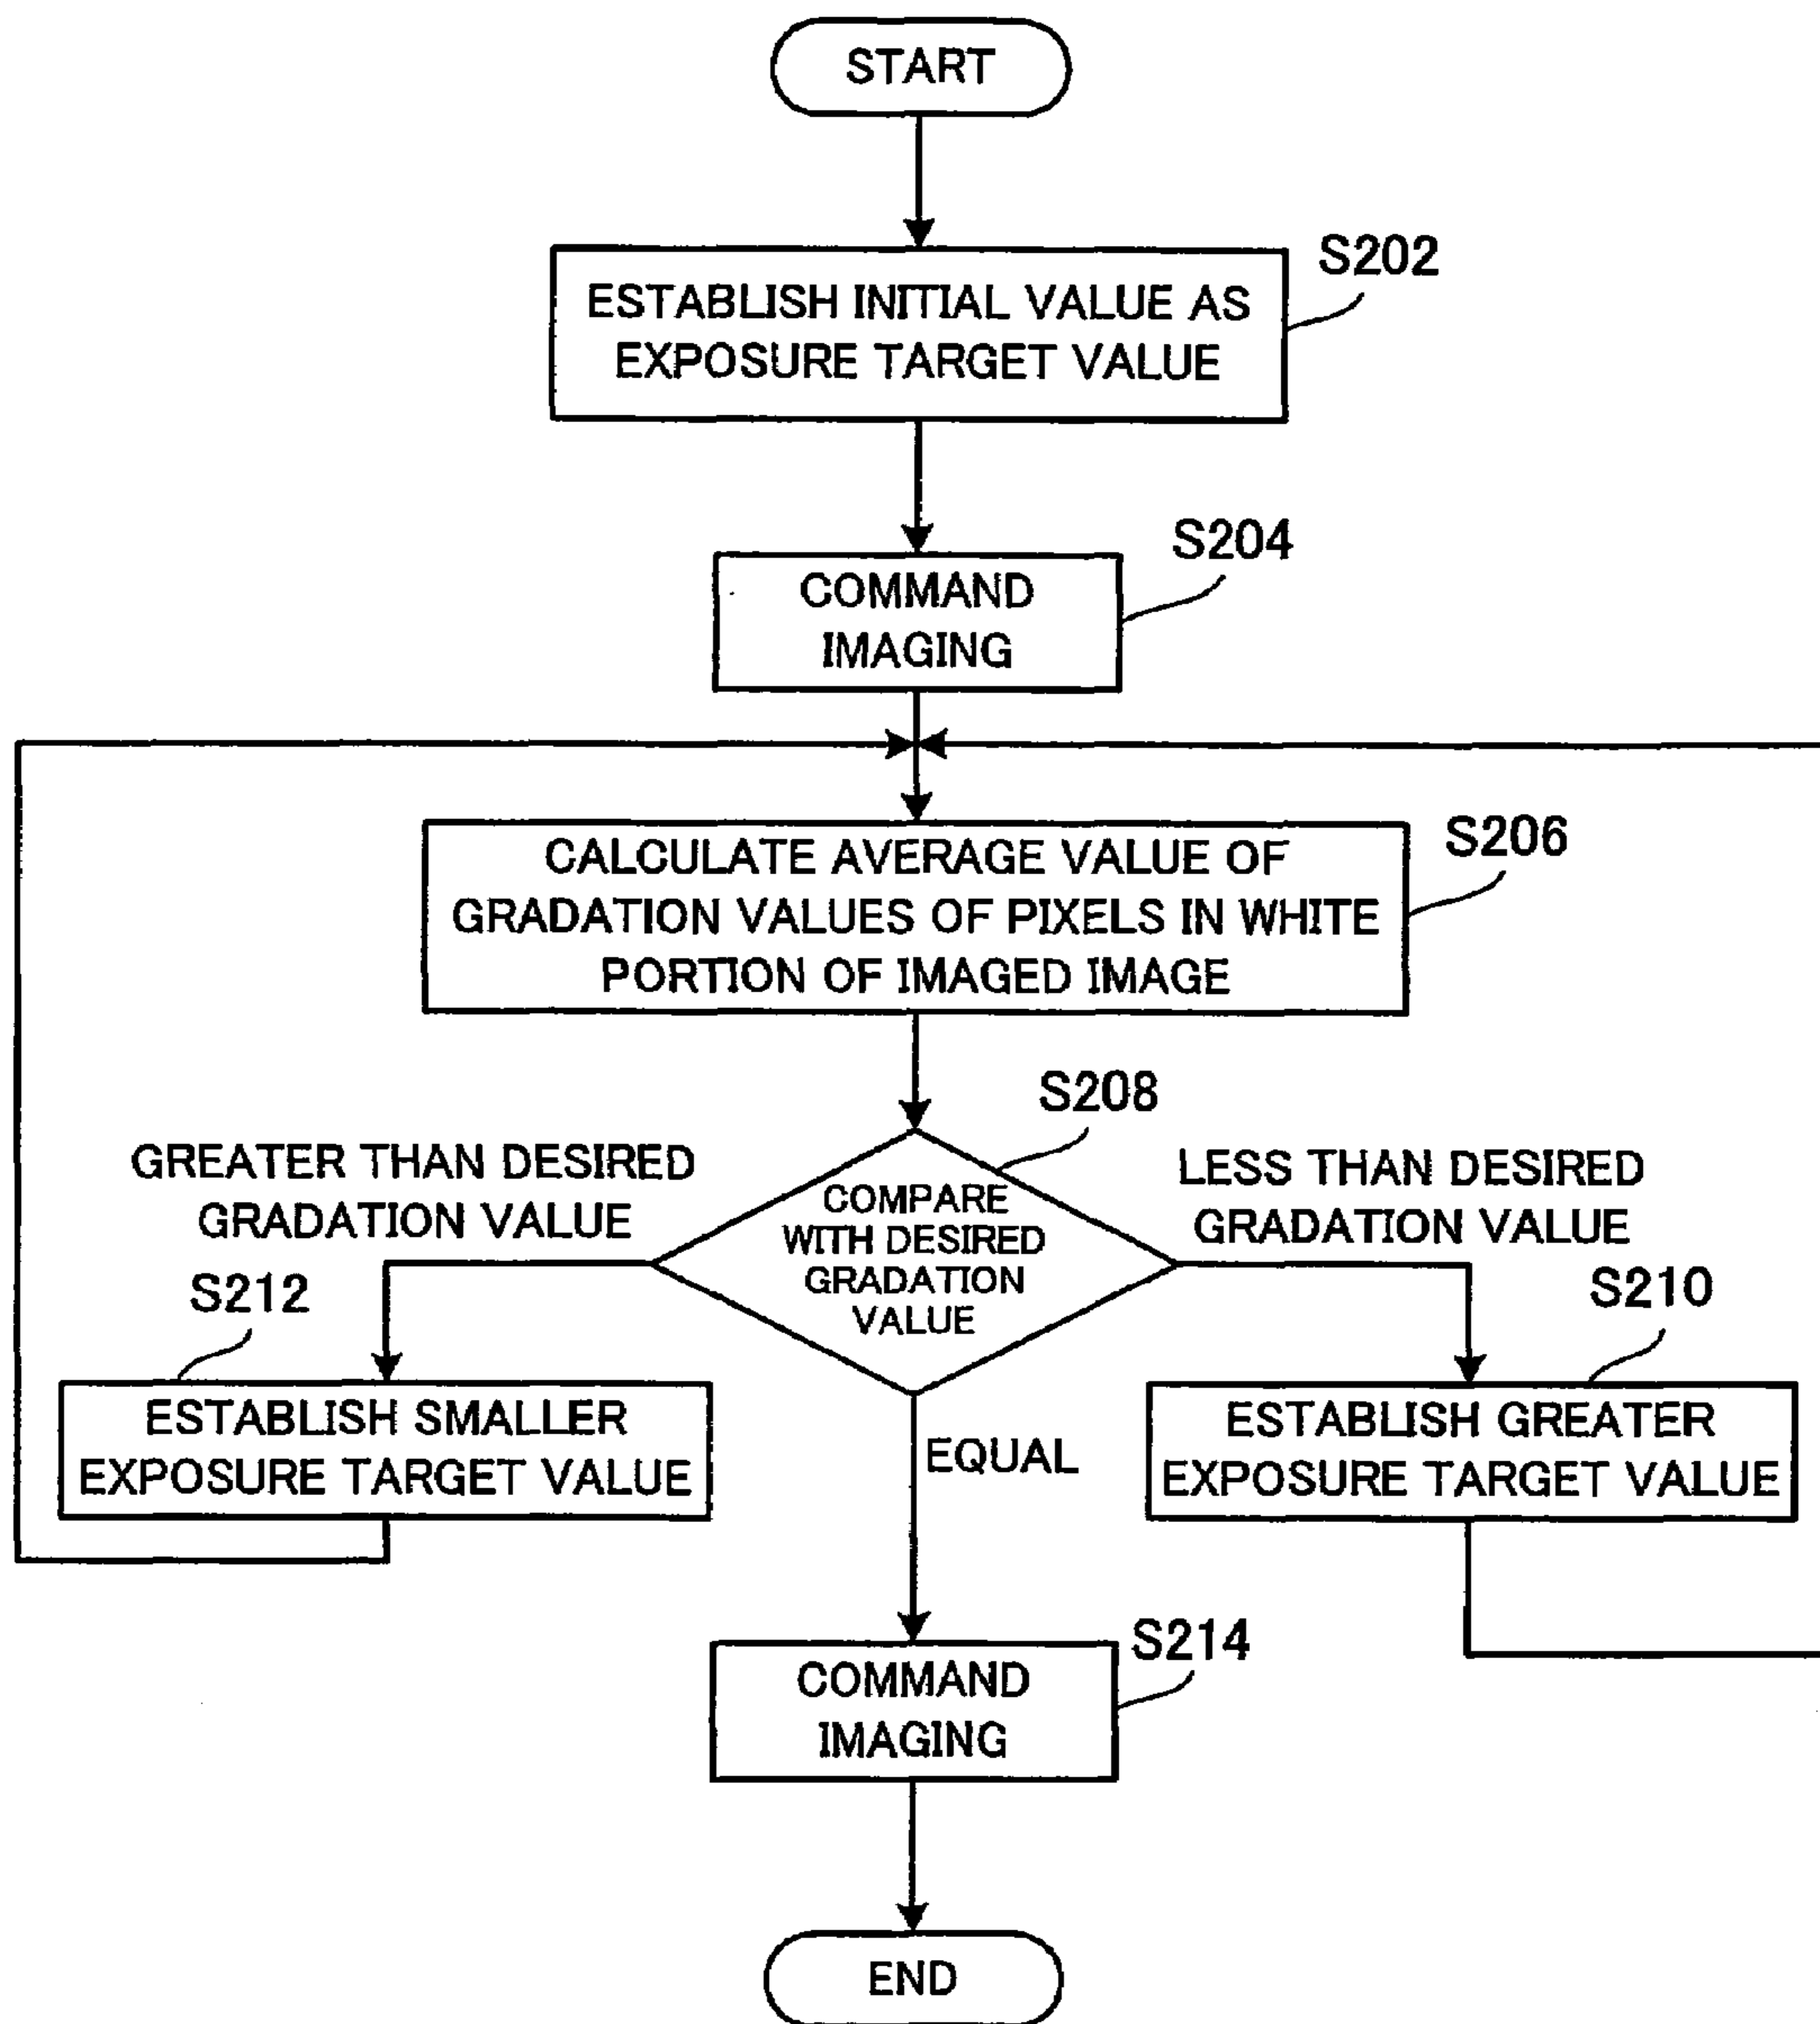 START
S202
ESTABLISH INITIAL VALUE AS
EXPOSURE TARGET VALUE
S204
COMMAND
IMAGING
S206
CALCULATE AVERAGE VALUE OF
GRADATION VALUES OF PIXELS IN WHITE
PORTION OF IMAGED IMAGE
S208
COMPARE
WITH DESIRED
GRADATION
VALUE
GREATER THAN DESIRED
GRADATION VALUE
LESS THAN DESIRED
GRADATION VALUE
S212
ESTABLISH SMALLER
EXPOSURE TARGET VALUE
EQUAL
S210
ESTABLISH GREATER
EXPOSURE TARGET VALUE
S214
COMMAND
IMAGING
END